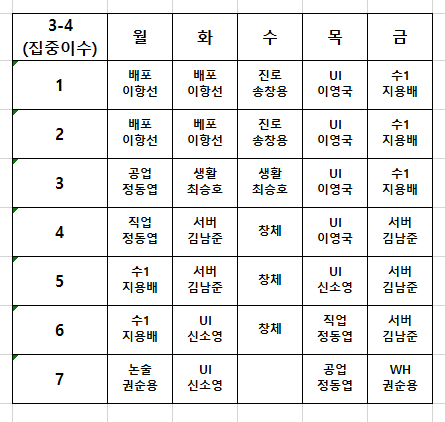 3-4
(집중이수) 월 화 수 목 금
1 배포 배포 진로 UI 수1
이항선 이항선 송창용 이영국 지용배
2 배포 베포 진로 UI 수1
이항선 이항선 송창용 이영국 지용배
3 공업 생활 생활 UI 수1
정동엽 최승호 최승호 이영국 지용배
4 직업 서버 창체 UI 서버
정동엽 김남준 이영국 김남준
5 수1 서버 창체 UI 서버
지용배 김남준 신소영 김남준
6 수1 UI 창체 직업 서버
지용배 신소영 정동엽 김남준
7 논술 UI 공업 WH
권순용 신소영 정동엽 권순용